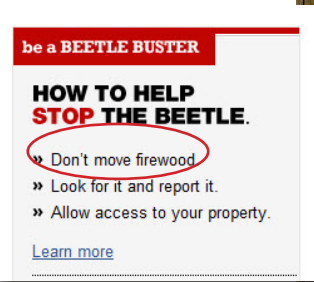 be a BEETLE BUSTER
HOW TO HELP
STOP THE BEETLE.
» Don't move firewood.
» Look for it and report it.
» Allow access to your property.
Learn more